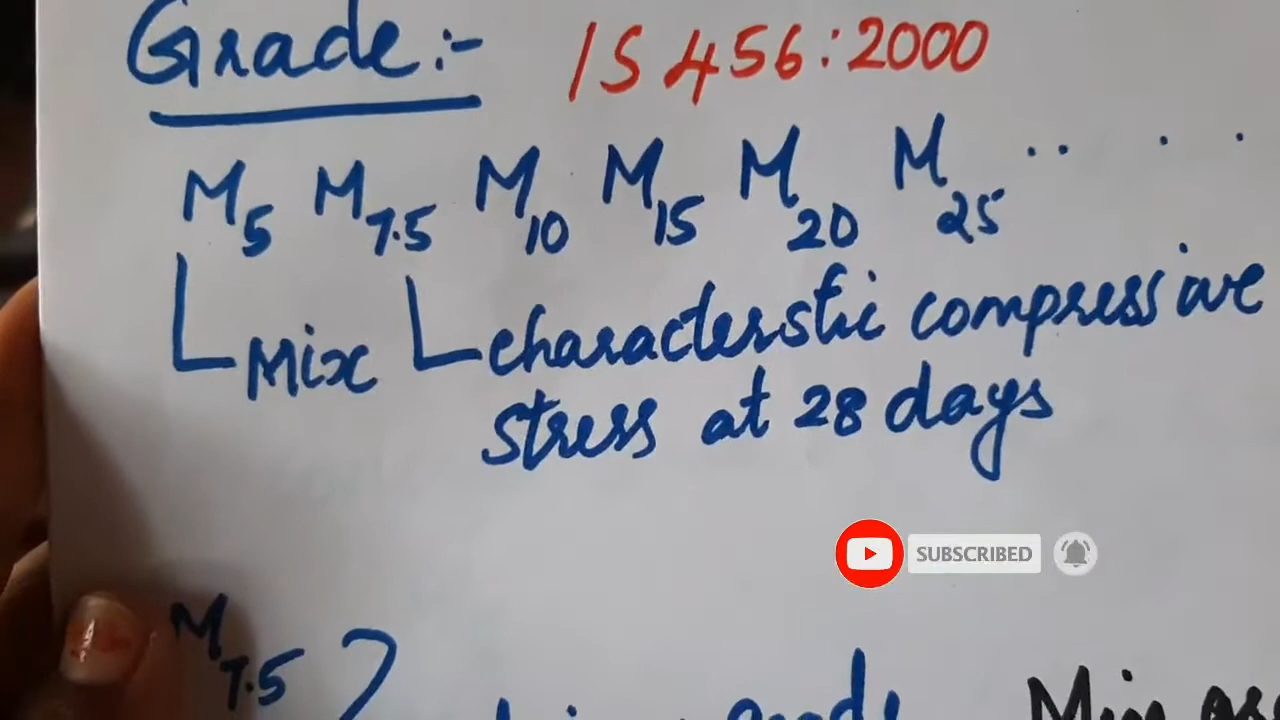 Grade:- IS 456:2000
M5 M7.5 M10 M15 M20 M25 .. . .
Mix characterstic compressive
stress at 28 days
SUBSCRIBED
M7.5
Min